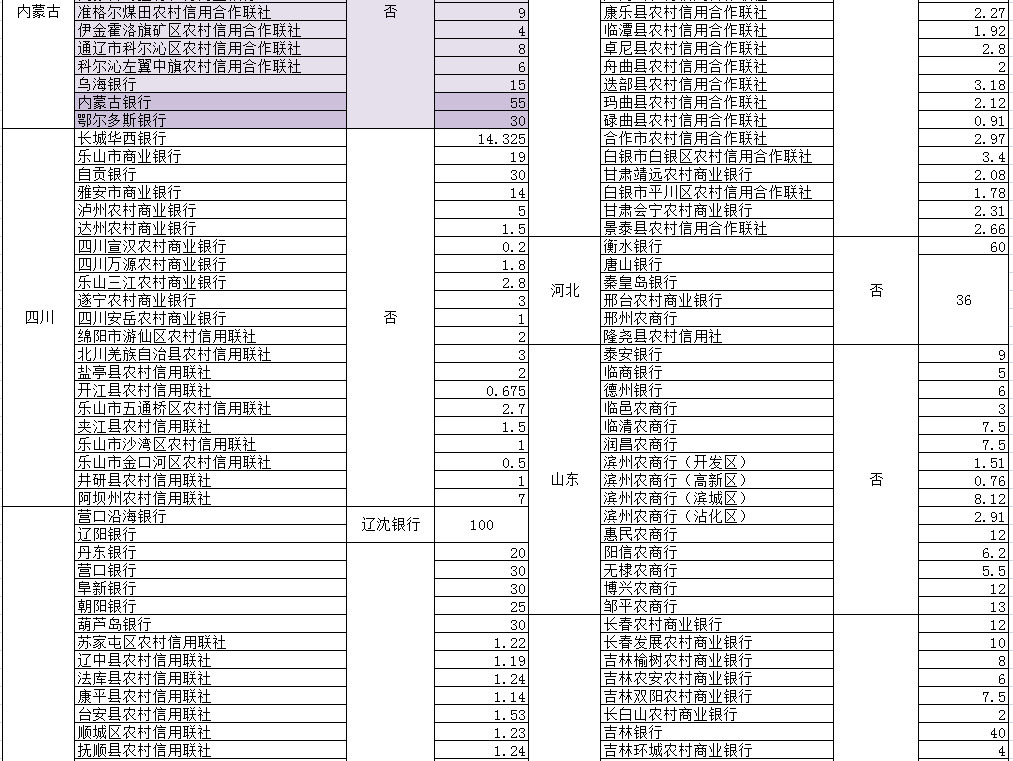 内蒙古 准格尔煤田农村信用合作联社 否 9
伊金霍洛旗矿区农村信用合作联社 4
通辽市科尔沁区农村信用合作联社 8
科尔沁左翼中旗农村信用合作联社 6
乌海银行 15
内蒙古银行 55
鄂尔多斯银行 30
长城华西银行 14.325
乐山市商业银行 19
自贡银行 30
雅安市商业银行 14
泸州农村商业银行 5
达州农村商业银行 1.5
四川宣汉农村商业银行 0.2
四川万源农村商业银行 1.8
乐山三江农村商业银行 2.8
遂宁农村商业银行 3
四川 四川安岳农村商业银行 否 1
绵阳市游仙区农村信用联社 2
北川羌族自治县农村信用联社 3
盐亭县农村信用联社 2
开江县农村信用联社 0.675
乐山市五通桥区农村信用联社 2.7
夹江县农村信用联社 1.5
乐山市沙湾区农村信用联社 1
乐山市金口河区农村信用联社 0.5
井研县农村信用联社 1
阿坝州农村信用联社 7
营口沿海银行 辽沈银行 100
辽阳银行
丹东银行 20
营口银行 30
阜新银行 30
朝阳银行 25
葫芦岛银行 30
苏家屯区农村信用联社 1.22
辽中县农村信用联社 1.19
法库县农村信用联社 1.24
康平县农村信用联社 1.14
台安县农村信用联社 1.53
顺城区农村信用联社 1.23
抚顺县农村信用联社 1.24
康乐县农村信用合作联社 2.27
临潭县农村信用合作联社 1.92
卓尼县农村信用合作联社 2.8
舟曲县农村信用合作联社 2
迭部县农村信用合作联社 3.18
玛曲县农村信用合作联社 2.12
碌曲县农村信用合作联社 0.91
合作市农村信用合作联社 2.97
白银市白银区农村信用合作联社 3.4
甘肃靖远农村商业银行 2.08
白银市平川区农村信用合作联社 1.78
甘肃会宁农村商业银行 2.31
景泰县农村信用合作联社 2.66
衡水银行 60
唐山银行
河北 秦皇岛银行 否
邢台农村商业银行 36
邢州农商行
隆尧县农村信用社
泰安银行 9
临商银行 5
德州银行 6
临邑农商行 3
临清农商行 7.5
润昌农商行 7.5
滨州农商行（开发区） 1.51
山东 滨州农商行（高新区） 否 0.76
滨州农商行（滨城区） 8.12
滨州农商行（沾化区） 2.91
惠民农商行 12
阳信农商行 6.2
无棣农商行 5.5
博兴农商行 12
邹平农商行 13
长春农村商业银行 12
长春发展农村商业银行 10
吉林榆树农村商业银行 8
吉林农安农村商业银行 6
吉林双阳农村商业银行 7.5
长白山农村商业银行 2
吉林银行 40
吉林环城农村商业银行 4